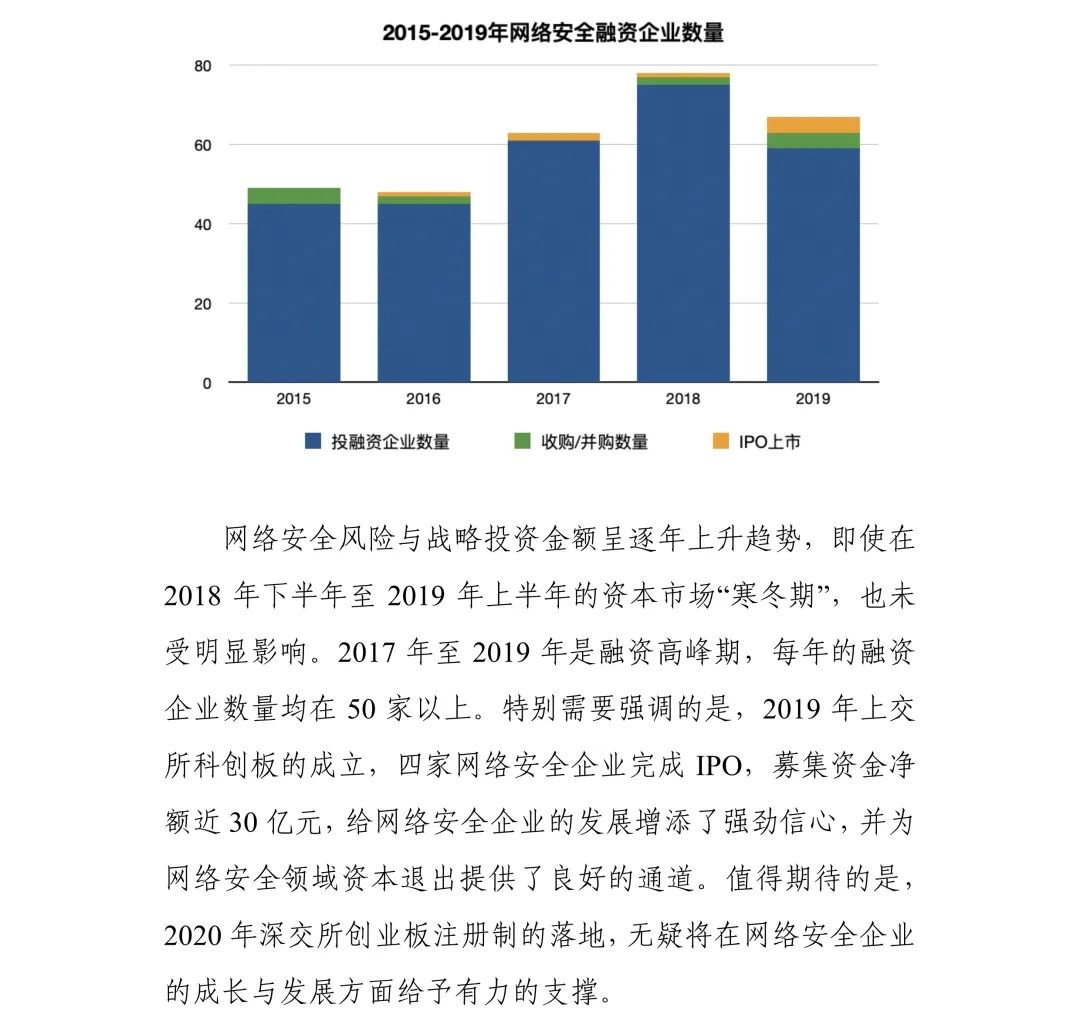 2015-2019年网络安全融资企业数量
80
60
40
20
0
2015 2016 2017 2018 2019
投融资企业数量 收购/并购数量 IPO上市
网络安全风险与战略投资金额呈逐年上升趋势，即使在
2018 年下半年至 2019 年上半年的资本市场“寒冬期”，也未
受明显影响。2017 年至 2019 年是融资高峰期，每年的融资
企业数量均在 50 家以上。特别需要强调的是，2019 年上交
所科创板的成立，四家网络安全企业完成 IPO，募集资金净
额近 30 亿元，给网络安全企业的发展增添了强劲信心，并为
网络安全领域资本退出提供了良好的通道。值得期待的是，
2020 年深交所创业板注册制的落地，无疑将在网络安全企业
的成长与发展方面给予有力的支撑。